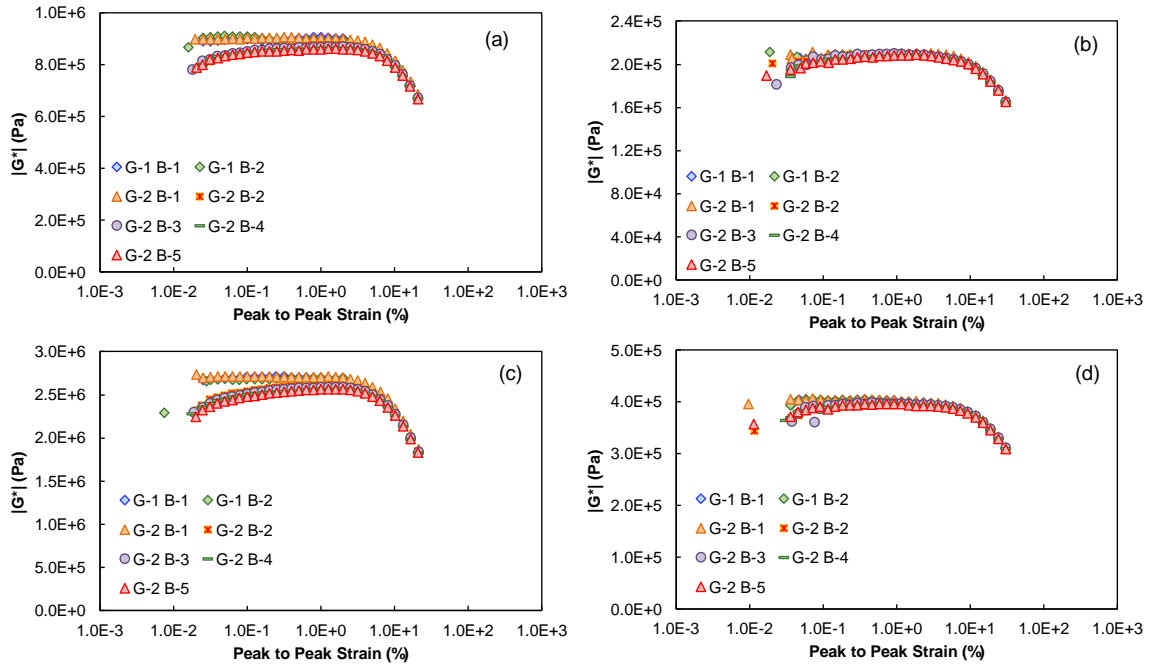 (a)
|G*| (Pa)
1.0E+6
8.0E+5
6.0E+5
4.0E+5
2.0E+5
0.0E+0
G-1 B-1 G-1 B-2
G-2 B-1 G-2 B-2
G-2 B-3 G-2 B-4
G-2 B-5
1.0E-3 1.0E-2 1.0E-1 1.0E+0 1.0E+1 1.0E+2 1.0E+3
Peak to Peak Strain (%)
(b)
|G*| (Pa)
2.4E+5
2.0E+5
1.6E+5
1.2E+5
8.0E+4
4.0E+4
0.0E+0
G-1 B-1 G-1 B-2
G-2 B-1 G-2 B-2
G-2 B-3 G-2 B-4
G-2 B-5
1.0E-3 1.0E-2 1.0E-1 1.0E+0 1.0E+1 1.0E+2 1.0E+3
Peak to Peak Strain (%)
(c)
|G*| (Pa)
3.0E+6
2.5E+6
2.0E+6
1.5E+6
1.0E+6
5.0E+5
0.0E+0
G-1 B-1 G-1 B-2
G-2 B-1 G-2 B-2
G-2 B-3 G-2 B-4
G-2 B-5
1.0E-3 1.0E-2 1.0E-1 1.0E+0 1.0E+1 1.0E+2 1.0E+3
Peak to Peak Strain (%)
(d)
|G*| (Pa)
5.0E+5
4.0E+5
3.0E+5
2.0E+5
1.0E+5
0.0E+0
G-1 B-1 G-1 B-2
G-2 B-1 G-2 B-2
G-2 B-3 G-2 B-4
G-2 B-5
1.0E-3 1.0E-2 1.0E-1 1.0E+0 1.0E+1 1.0E+2 1.0E+3
Peak to Peak Strain (%)